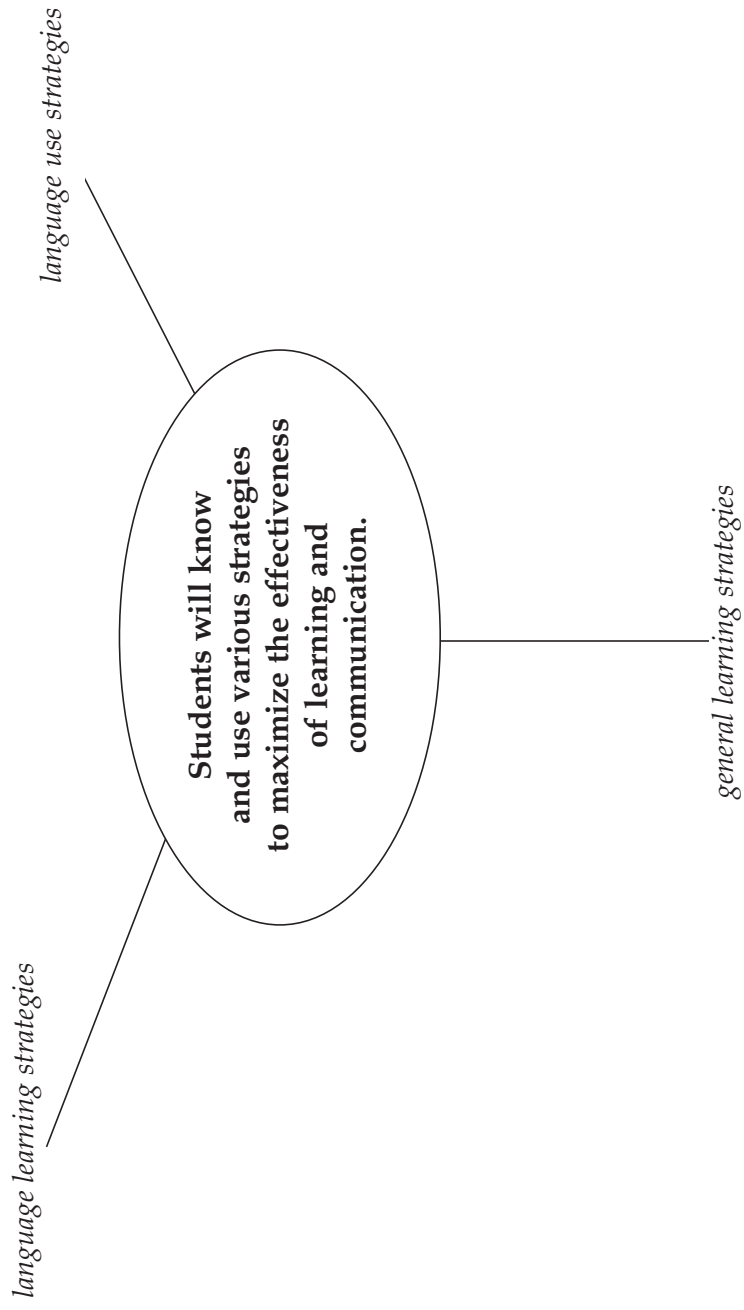 language learning strategies
language use strategies
Students will know
and use various strategies
to maximize the effectiveness
of learning and
communication.
general learning strategies